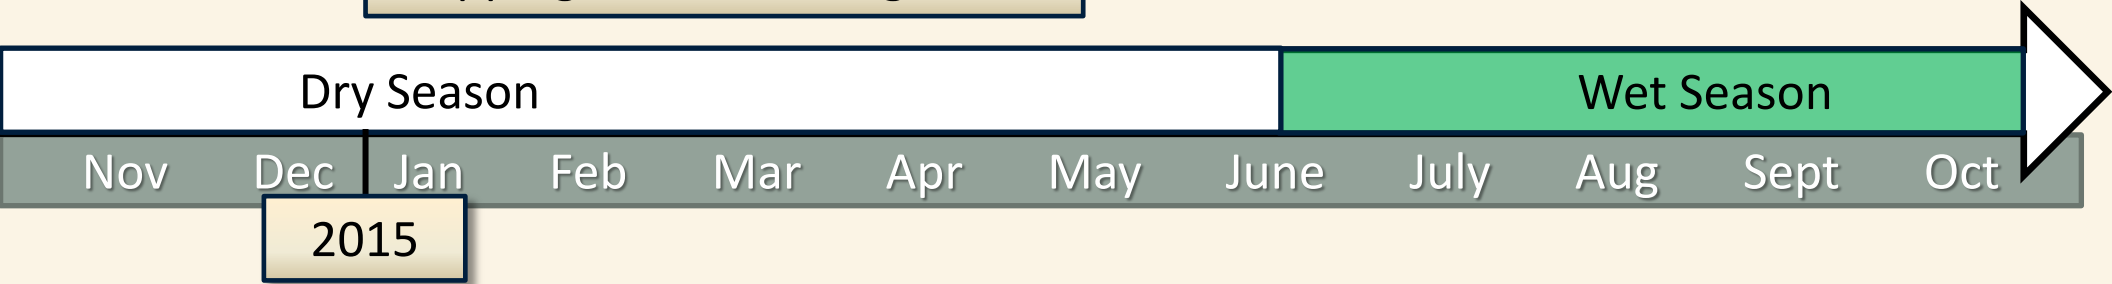 Dry Season Wet Season
Nov Dec Jan Feb Mar Apr May June July Aug Sept Oct
2015